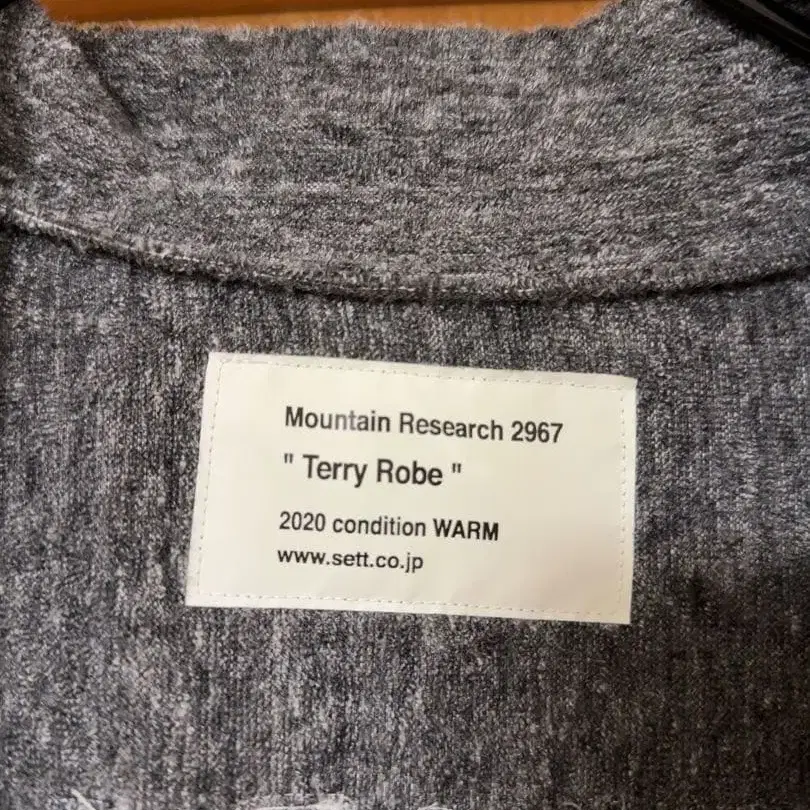 Mountain Research 2967
" Terry Robe "
2020 condition WARM
www.sett.co.jp